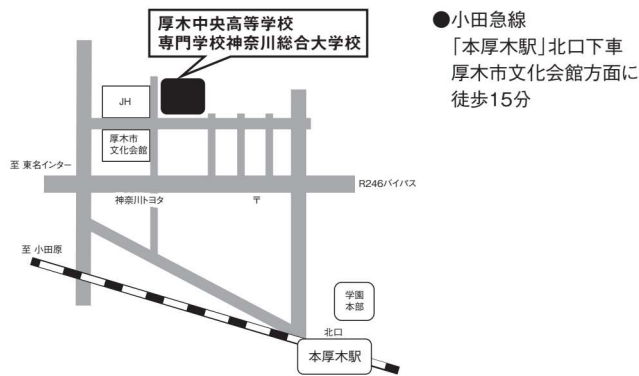 厚木中央高等学校
専門学校神奈川総合大学校
●小田急線
「本厚木駅」北口下車
厚木市文化会館方面に
徒歩15分
JH
厚木市
文化会館
至 東名インター
R246バイパス
神奈川トヨタ
〒
至 小田原
学園
本部
北口
本厚木駅